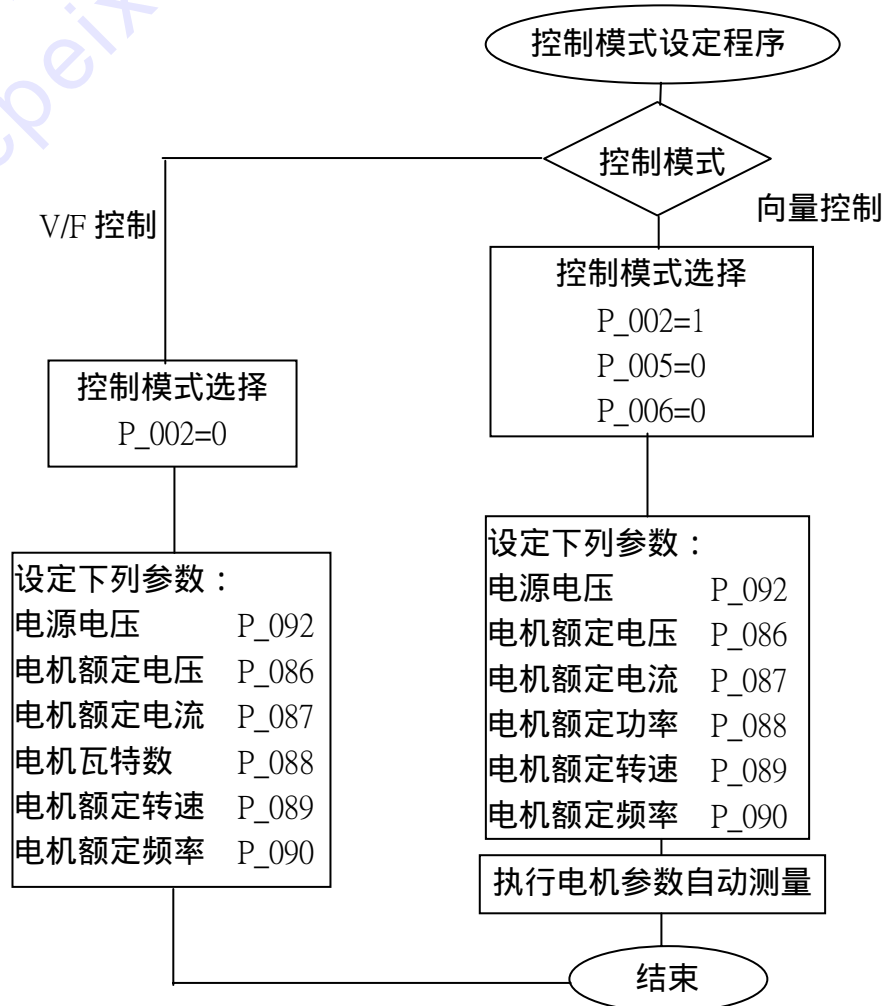 控制模式设定程序
控制模式
V/F 控制
向量控制
控制模式选择
P_002=0
设定下列参数：
电源电压 P_092
电机额定电压 P_086
电机额定电流 P_087
电机瓦特数 P_088
电机额定转速 P_089
电机额定频率 P_090
控制模式选择
P_002=1
P_005=0
P_006=0
设定下列参数：
电源电压 P_092
电机额定电压 P_086
电机额定电流 P_087
电机额定功率 P_088
电机额定转速 P_089
电机额定频率 P_090
执行电机参数自动测量
结束